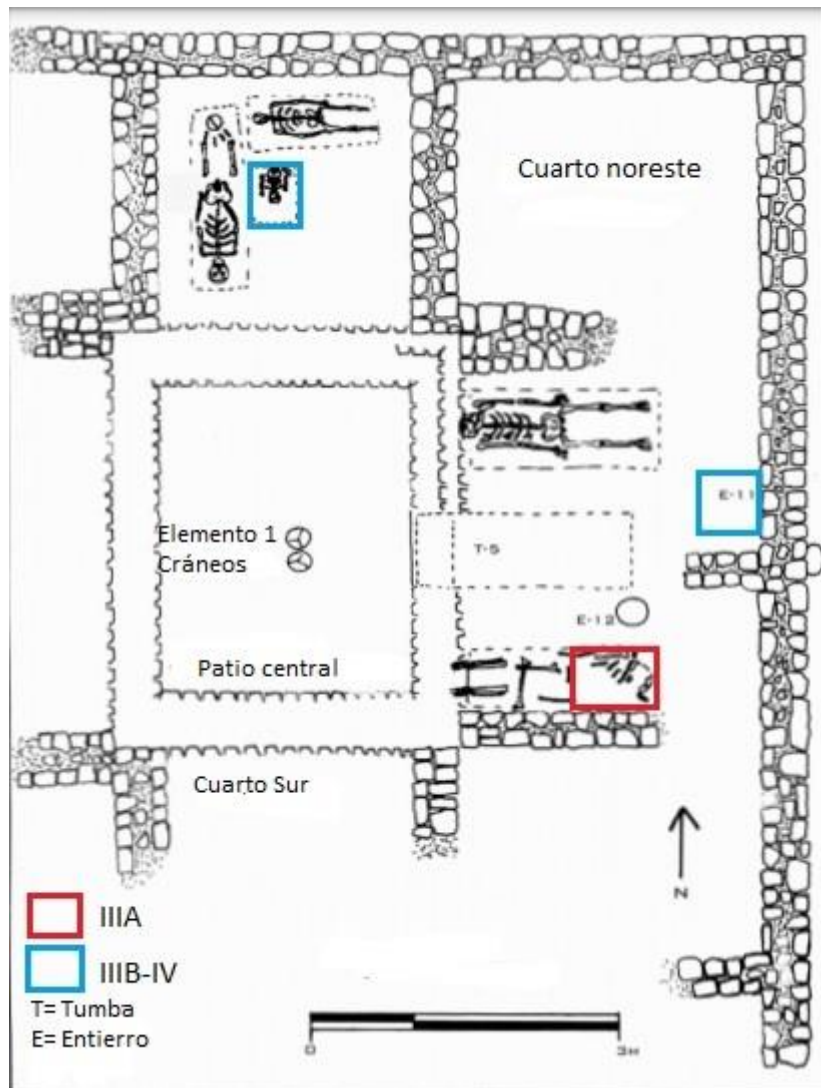 Cuarto noreste
E-11
Elemento 1
Cráneos
T-5
E-12
Patio central
Cuarto Sur
N
IIIA
IIIB-IV
T= Tumba
E= Entierro
0
3M